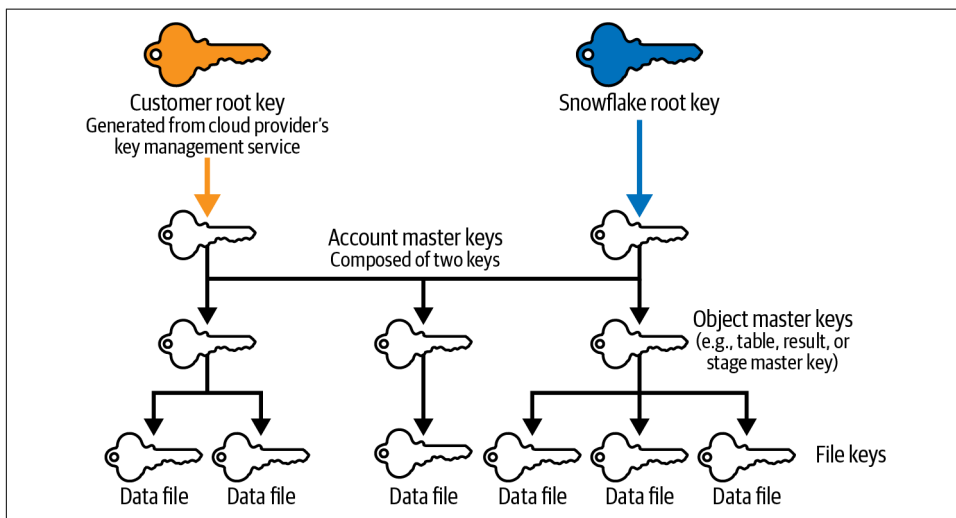 Customer root key
Generated from cloud provider's
key management service
Snowflake root key
Account master keys
Composed of two keys
Object master keys
(e.g., table, result, or
stage master key)
File keys
Data file
Data file
Data file
Data file
Data file
Data file